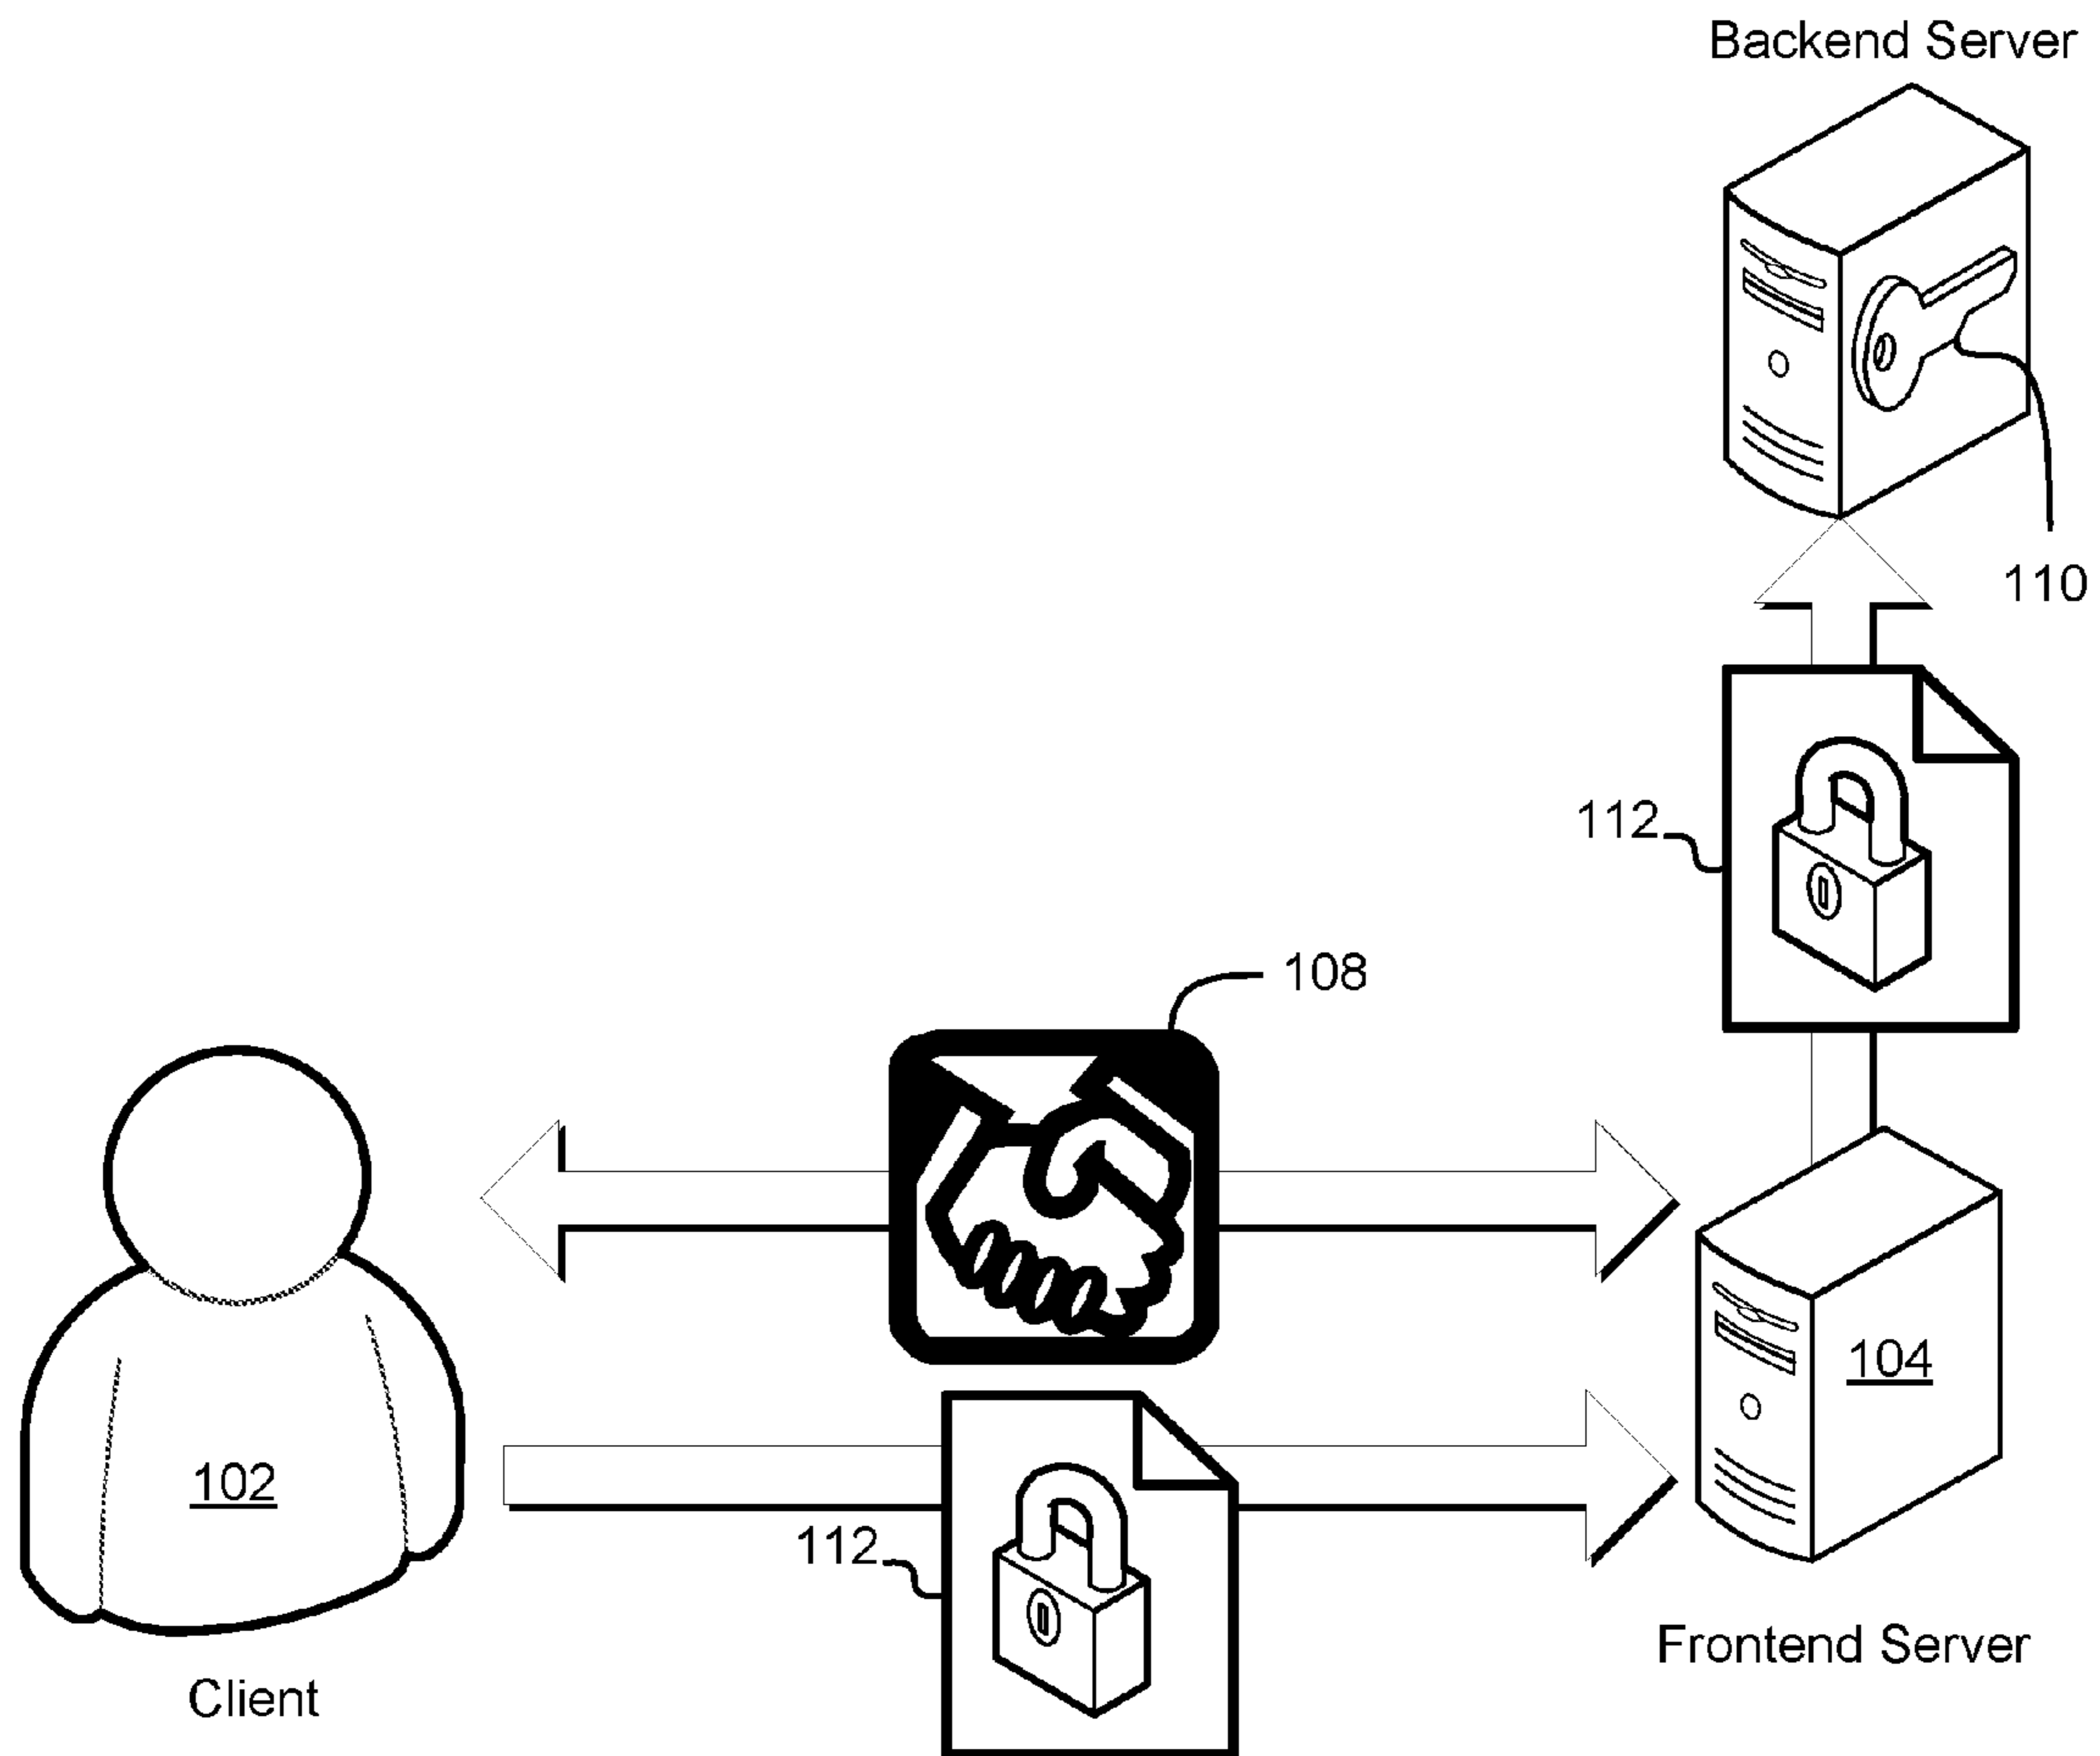 Backend Server
110
112
108
104
102
112
Frontend Server
Client